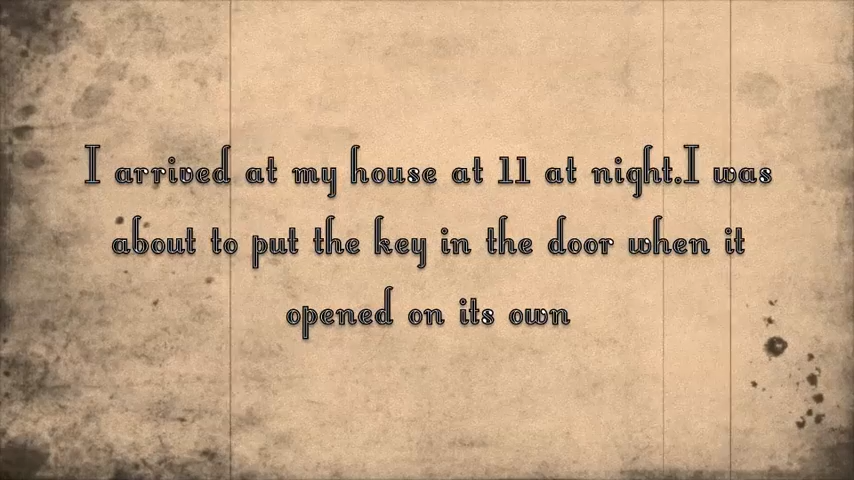 I arrived at my house at 11 at night.I was
about to put the key in the door when it
opened on its own